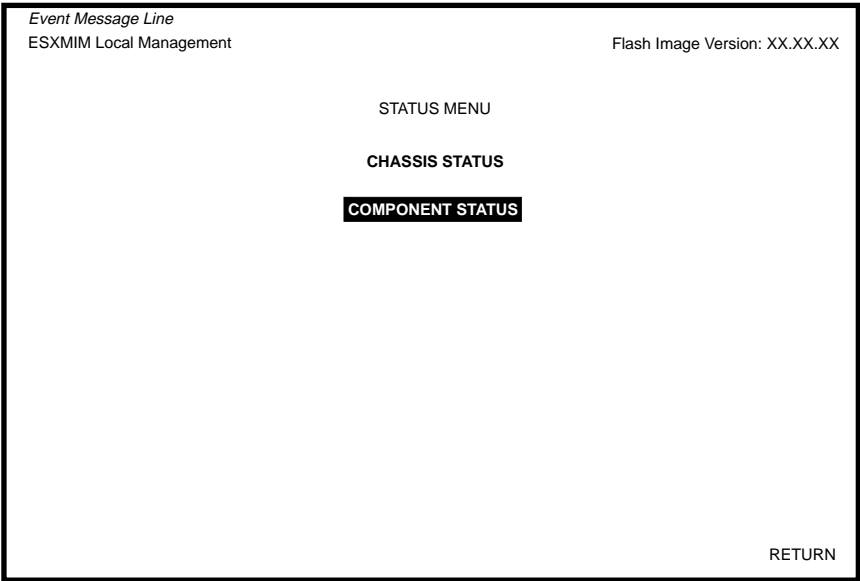 Event Message Line
ESXMIM Local Management Flash Image Version: XX.XX.XX
STATUS MENU
CHASSIS STATUS
COMPONENT STATUS
RETURN